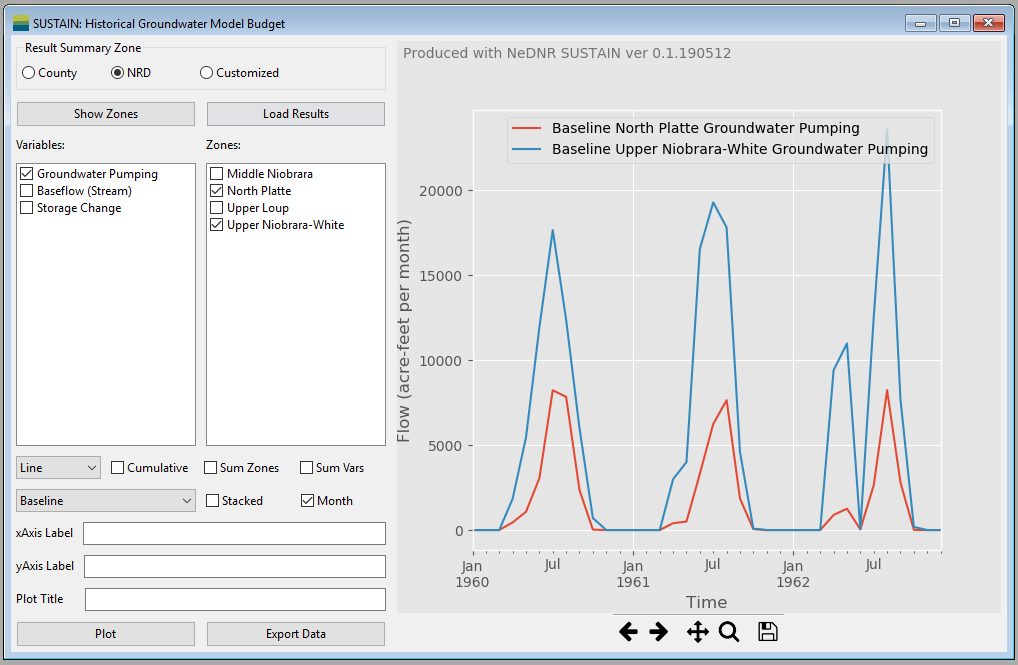 SUSTAIN: Historical Groundwater Model Budget
Result Summary Zone
County NRD Customized
Show Zones Load Results
Variables: Zones:
Groundwater Pumping
Baseflow (Stream)
Storage Change
Middle Niobrara
North Platte
Upper Loup
Upper Niobrara-White
Line Cumulative Sum Zones Sum Vars
Baseline Stacked Month
xAxis Label
yAxis Label
Plot Title
Plot Export Data
Produced with NeDNR SUSTAIN ver 0.1.190512
Baseline North Platte Groundwater Pumping
Baseline Upper Niobrara-White Groundwater Pumping
Flow (acre-feet per month)
20000
15000
10000
5000
0
Jan Jul Jan Jul Jan Jul
1960 1961 1962
Time